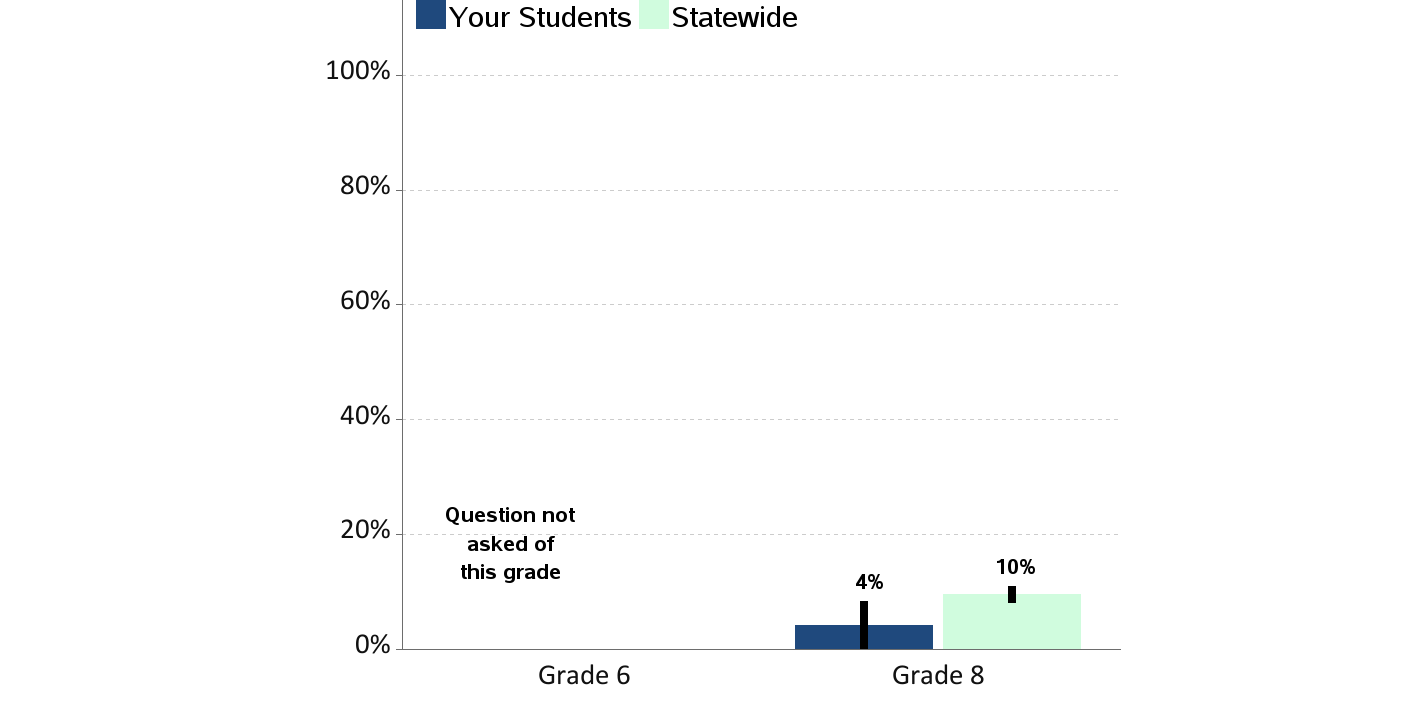 Your Students Statewide
100%
80%
60%
40%
20%
0%
Question not
asked of
this grade
4%
10%
Grade 6 Grade 8